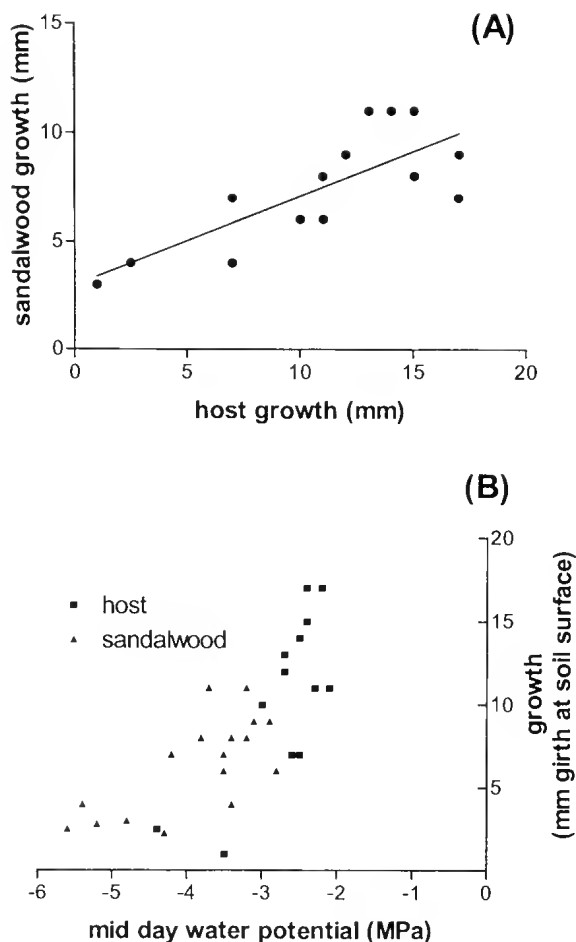 (A)
15
10
5
0
sandalwood growth (mm)
0 5 10 15 20
host growth (mm)
(B)
host
sandalwood
20
15
10
5
growth
(mm girth at soil surface)
-6 -5 -4 -3 -2 -1 0
mid day water potential (MPa)